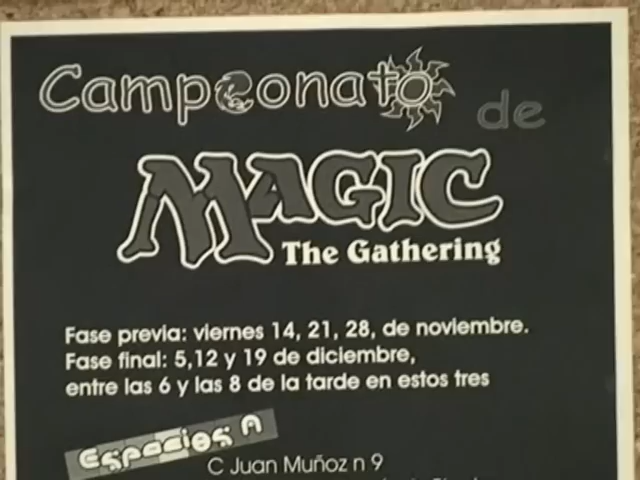 Campeonato de
MAGIC
The Gathering
Fase previa: viernes 14, 21, 28, de noviembre.
Fase final: 5,12 y 19 de diciembre,
entre las 6 y las 8 de la tarde en estos tres
Espacios A
C Juan Muñoz n 9